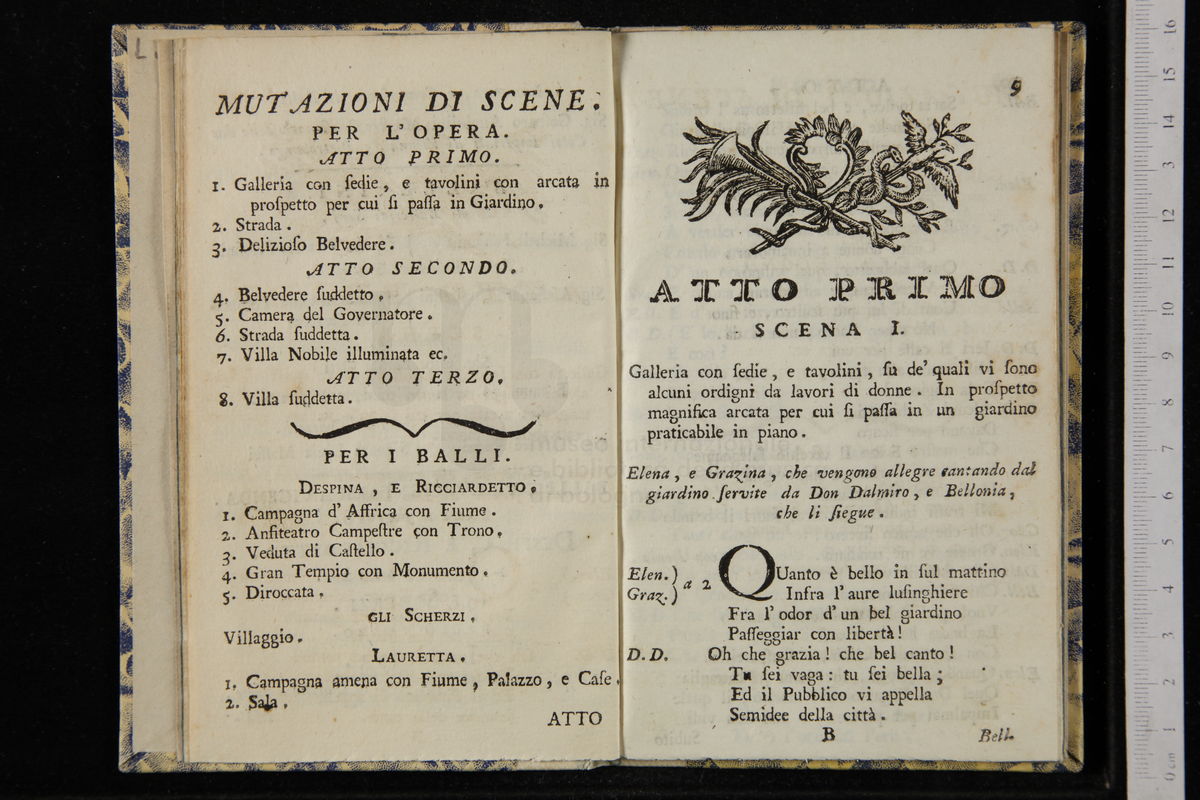 MUTAZIONI DI SCENE.
PER L'OPERA.
ATTO PRIMO.
1. Galleria con ſedie, e tavolini con arcata in
proſpetto per cui ſi paſſa in Giardino.
2. Strada.
3. Delizioſo Belvedere.
ATTO SECONDO.
4. Belvedere ſuddetto.
5. Camera del Governatore.
6. Strada ſuddetta.
7. Villa Nobile illuminata ec.
ATTO TERZO.
8. Villa ſuddetta.
PER I BALLI.
DESPINA, E RICCIARDETTO.
1. Campagna d' Affrica con Fiume.
2. Anfiteatro Campeſtre con Trono.
3. Veduta di Caſtello.
4. Gran Tempio con Monumento.
5. Diroccata.
GLI SCHERZI.
Villaggio.
LAURETTA.
1. Campagna amena con Fiume, Palazzo, e Caſe.
2. Sala.
ATTO
9
ATTO PRIMO
SCENA I.
Galleria con ſedie, e tavolini, ſu de' quali vi ſono
alcuni ordigni da lavori di donne. In proſpetto
magnifica arcata per cui ſi paſſa in un giardino
praticabile in piano.
Elena, e Grazina, che vengono allegre cantando dal
giardino ſervite da Don Dalmiro, e Bellonia,
che li ſiegue.
Elen.) a 2 QUanto è bello in ſul mattino
Graz.) Infra l' aure luſinghiere
Fra l' odor d' un bel giardino
Paſſeggiar con libertà!
D.D. Oh che grazia! che bel canto!
Tu ſei vaga: tu ſei bella;
Ed il Pubblico vi appella
Semidee della città.
B Bell.